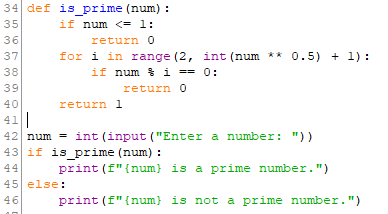 34 def is_prime(num):
35     if num <= 1:
36         return 0
37     for i in range(2, int(num ** 0.5) + 1):
38         if num % i == 0:
39             return 0
40     return 1
41
42 num = int(input("Enter a number: "))
43 if is_prime(num):
44     print(f"{num} is a prime number.")
45 else:
46     print(f"{num} is not a prime number.")